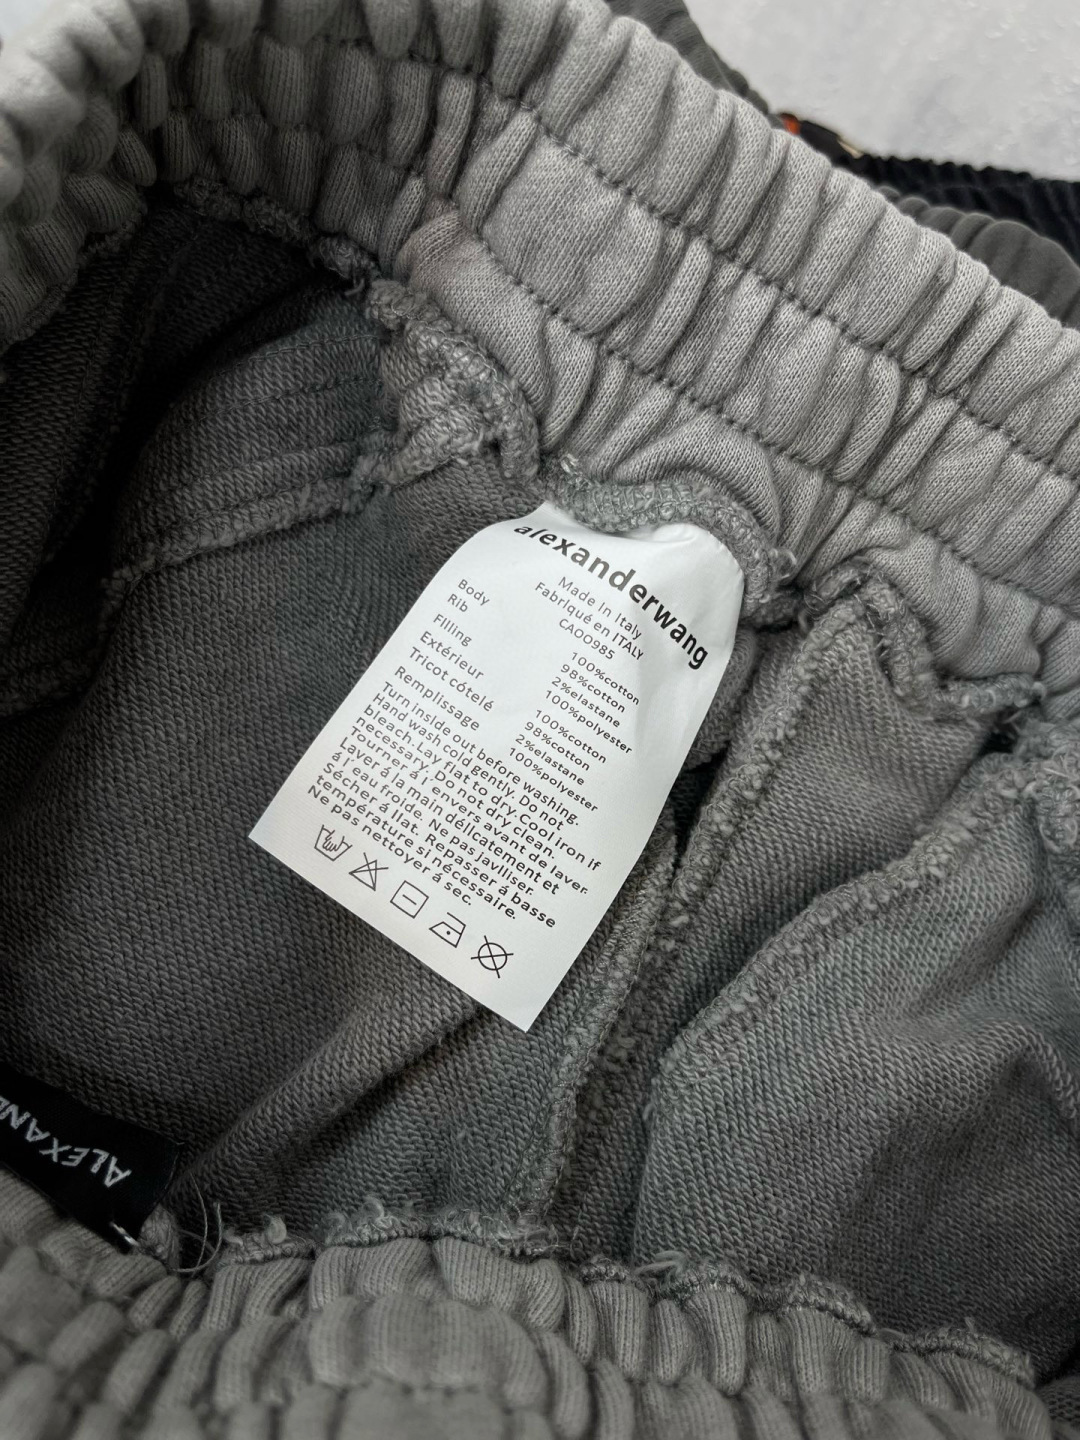 alexanderwang
Made In Italy
Fabriqué en ITALY
CA00985
Body 100%cotton
Rib 98%cotton
2%elastane
Filling 100%polyester
Extérieur 100%cotton
Tricot côtelé 98%cotton
2%elastane
Remplissage 100%polyester
Turn inside out before washing.
Hand wash cold gently. Do not
bleach.Lay flat to dry. Cool iron if
necessary. Do not dry clean.
Tourner á l'envers avant de laver.
Layer á la main délicatement et
á l'eau froide. Ne pas javiliser.
Sécher á llat. Repasser á basse
température si nécessaire.
Ne pas nettoyer á sec.
ALEXAN